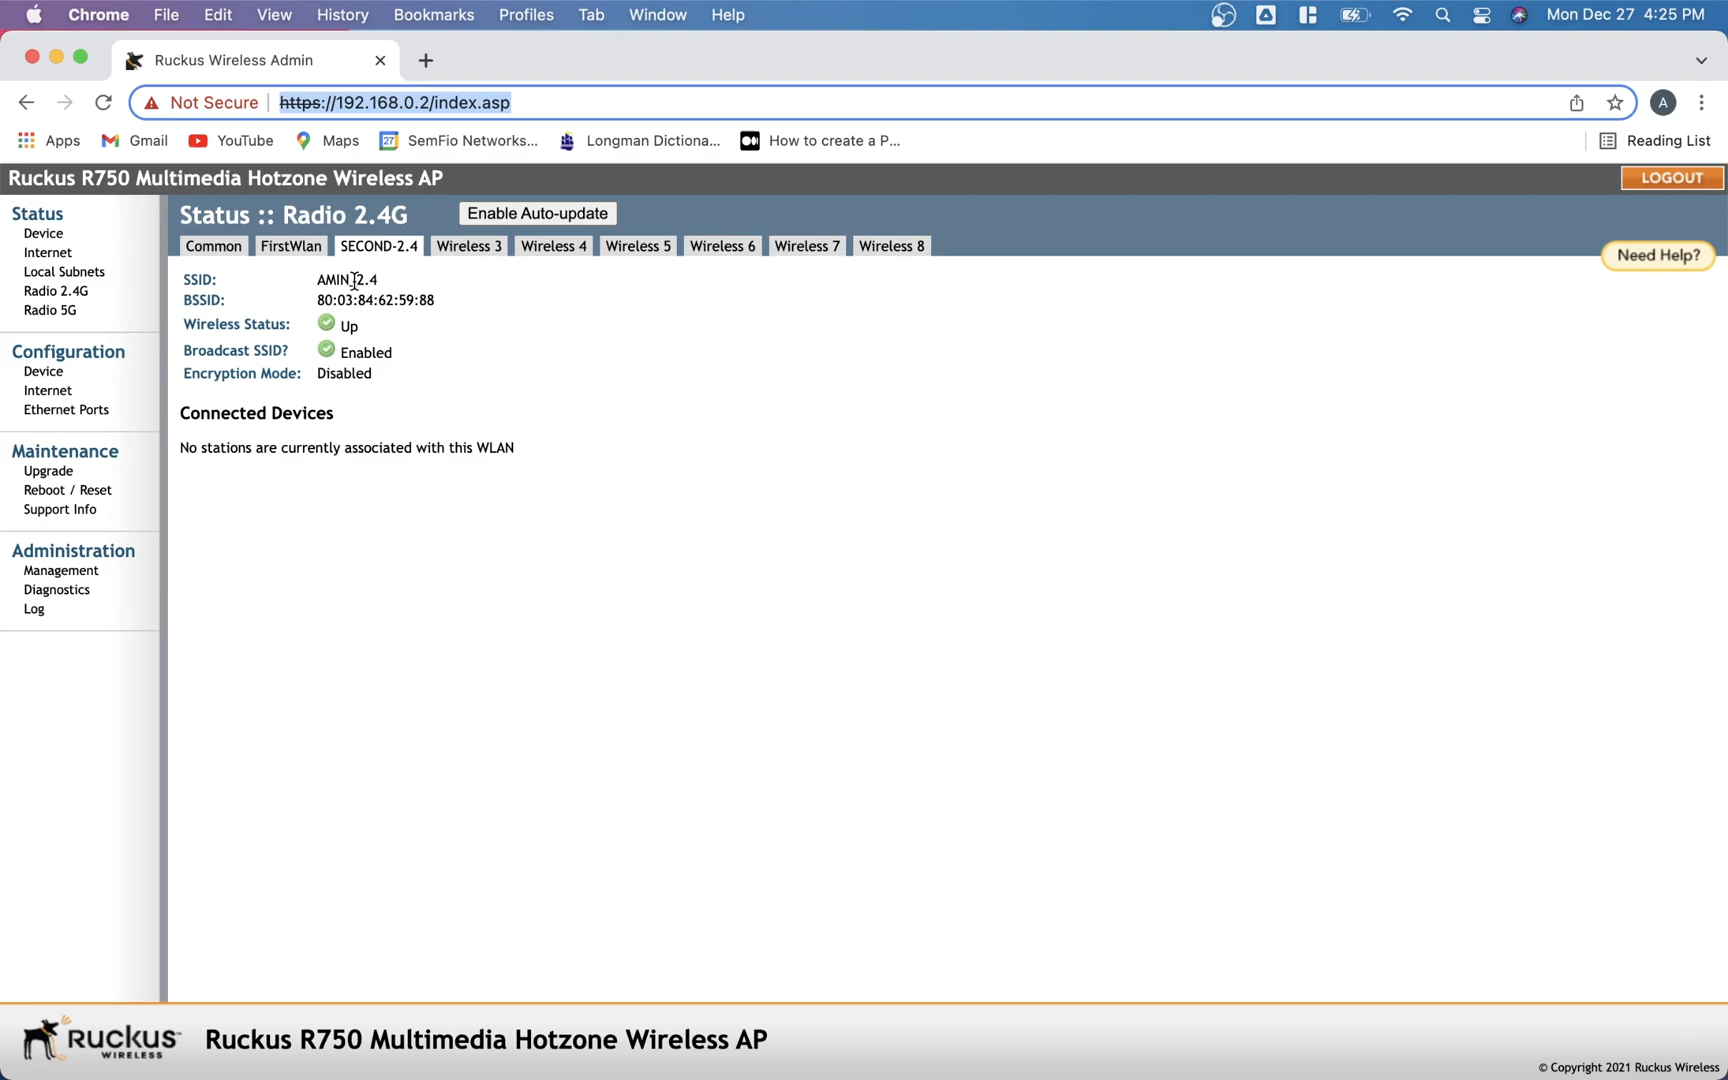 Chrome File Edit View History Bookmarks Profiles Tab Window Help Mon Dec 27 4:25 PM
Ruckus Wireless Admin
Not Secure https://192.168.0.2/index.asp A
Apps Gmail YouTube Maps 27 SemFio Networks... Longman Dictiona... How to create a P... Reading List
Ruckus R750 Multimedia Hotzone Wireless AP LOGOUT
Status
Device
Internet
Local Subnets
Radio 2.4G
Radio 5G
Configuration
Device
Internet
Ethernet Ports
Maintenance
Upgrade
Reboot / Reset
Support Info
Administration
Management
Diagnostics
Log
Status :: Radio 2.4G Enable Auto-update
Common FirstWlan SECOND-2.4 Wireless 3 Wireless 4 Wireless 5 Wireless 6 Wireless 7 Wireless 8
Need Help?
SSID: AMIN 2.4
BSSID: 80:03:84:62:59:88
Wireless Status: Up
Broadcast SSID? Enabled
Encryption Mode: Disabled
Connected Devices
No stations are currently associated with this WLAN
RUCKUS WIRELESS
Ruckus R750 Multimedia Hotzone Wireless AP
© Copyright 2021 Ruckus Wireless